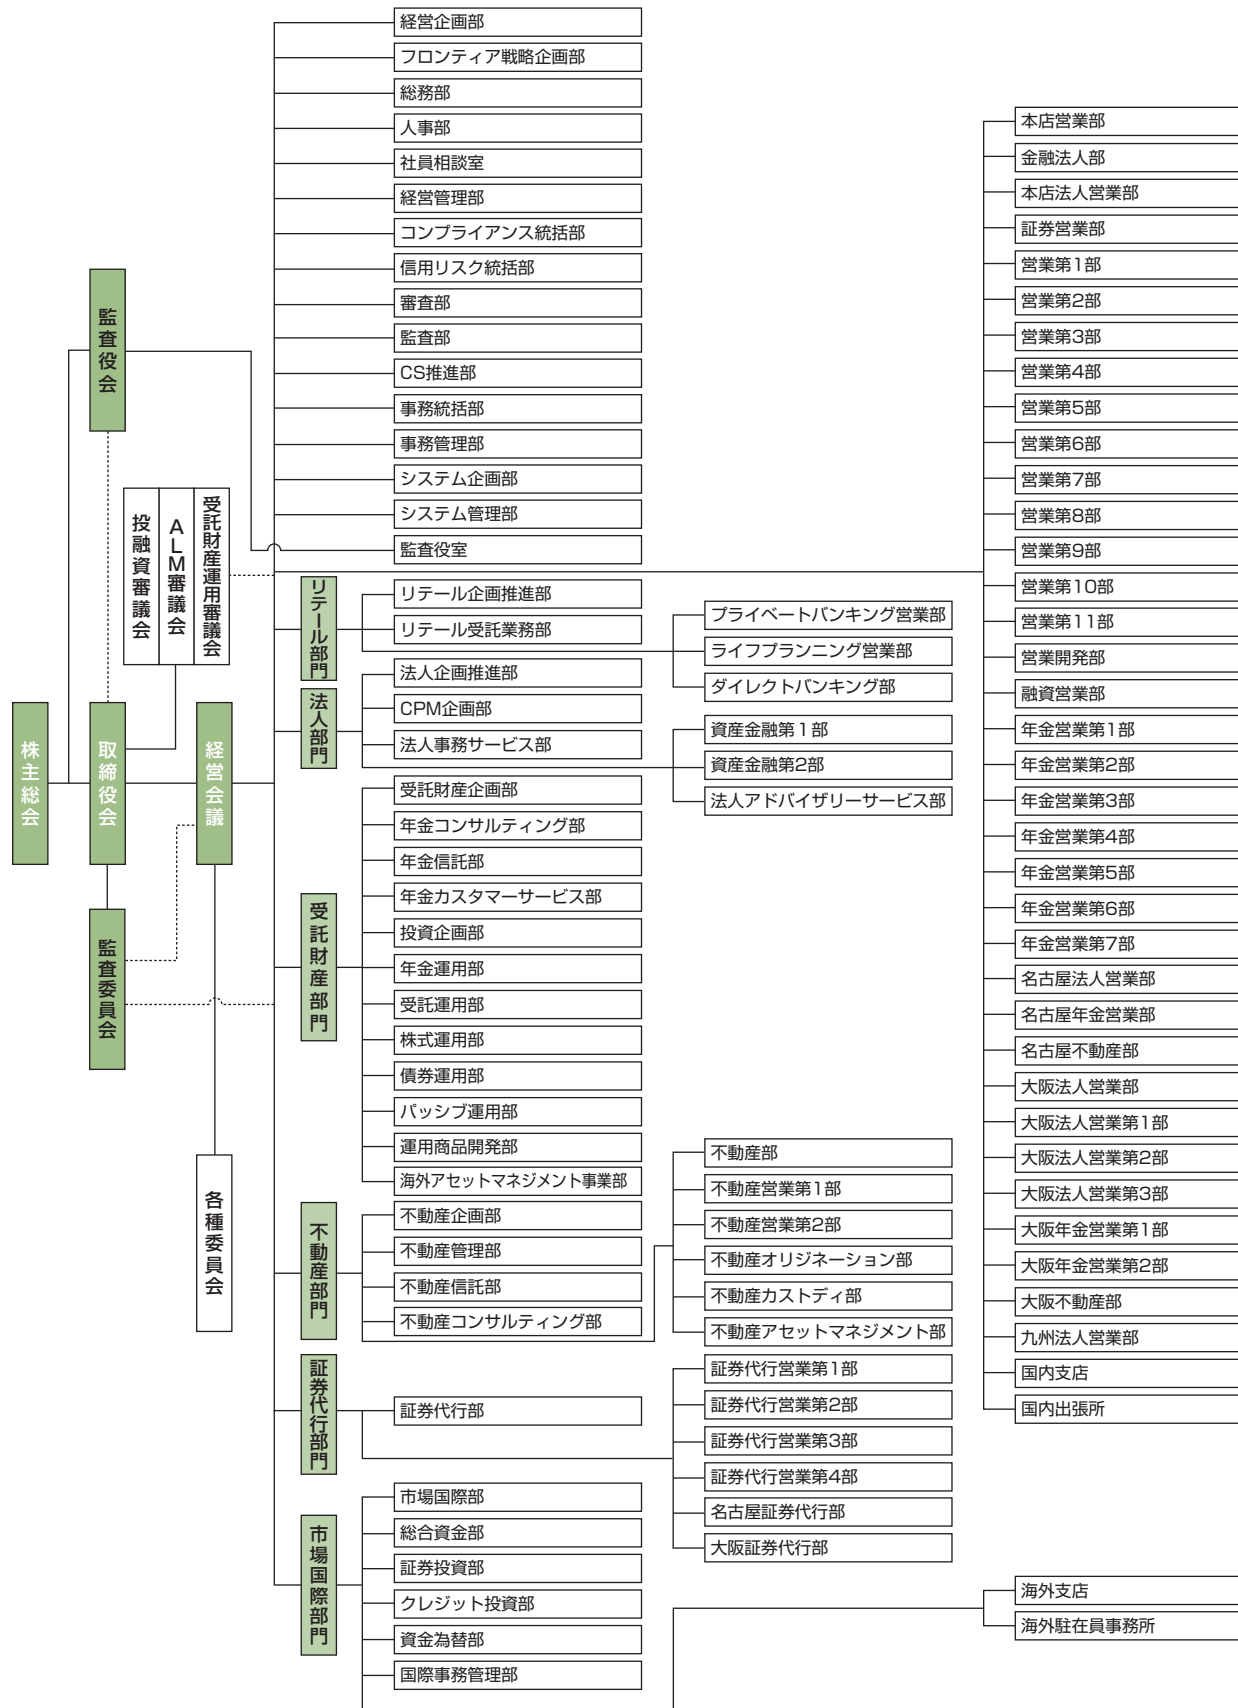 株主総会
監査役会
取締役会
監査委員会
投融資審議会
ALM審議会
受託財産運用審議会
経営会議
各種委員会
経営企画部
フロンティア戦略企画部
総務部
人事部
社員相談室
経営管理部
コンプライアンス統括部
信用リスク統括部
審査部
監査部
CS推進部
事務統括部
事務管理部
システム企画部
システム管理部
監査役室
リテール部門
リテール企画推進部
リテール受託業務部
プライベートバンキング営業部
ライフプランニング営業部
ダイレクトバンキング部
法人部門
法人企画推進部
CPM企画部
法人事務サービス部
資産金融第1部
資産金融第2部
法人アドバイザリーサービス部
受託財産部門
受託財産企画部
年金コンサルティング部
年金信託部
年金カスタマーサービス部
投資企画部
年金運用部
受託運用部
株式運用部
債券運用部
パッシブ運用部
運用商品開発部
海外アセットマネジメント事業部
不動産部門
不動産企画部
不動産管理部
不動産信託部
不動産コンサルティング部
不動産部
不動産営業第1部
不動産営業第2部
不動産オリジネーション部
不動産カストディ部
不動産アセットマネジメント部
証券代行部門
証券代行部
証券代行営業第1部
証券代行営業第2部
証券代行営業第3部
証券代行営業第4部
名古屋証券代行部
大阪証券代行部
市場国際部門
市場国際部
総合資金部
証券投資部
クレジット投資部
資金為替部
国際事務管理部
本店営業部
金融法人部
本店法人営業部
証券営業部
営業第1部
営業第2部
営業第3部
営業第4部
営業第5部
営業第6部
営業第7部
営業第8部
営業第9部
営業第10部
営業第11部
営業開発部
融資営業部
年金営業第1部
年金営業第2部
年金営業第3部
年金営業第4部
年金営業第5部
年金営業第6部
年金営業第7部
名古屋法人営業部
名古屋年金営業部
名古屋不動産部
大阪法人営業部
大阪法人営業第1部
大阪法人営業第2部
大阪法人営業第3部
大阪年金営業第1部
大阪年金営業第2部
大阪不動産部
九州法人営業部
国内支店
国内出張所
海外支店
海外駐在員事務所